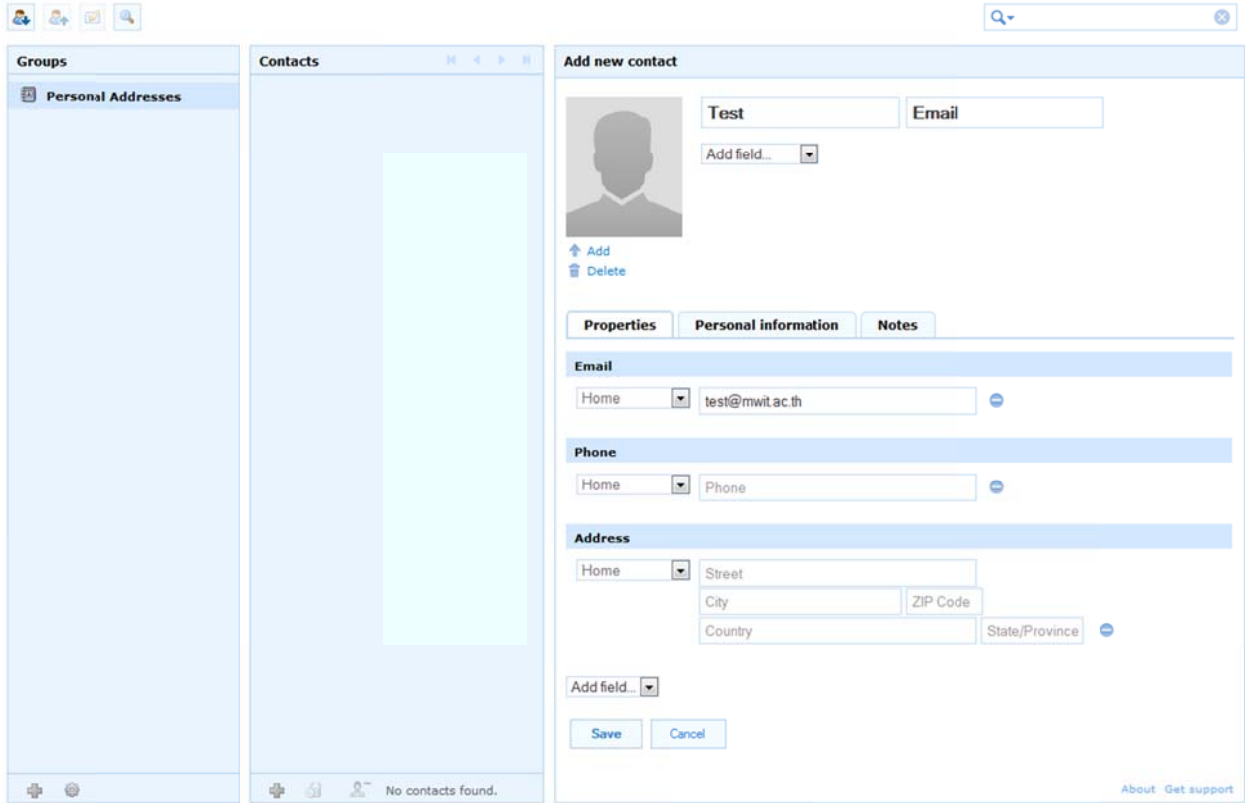 Groups
Personal Addresses
Contacts
No contacts found.
Add new contact
Test Email
Add field...
Add
Delete
Properties Personal information Notes
Email
Home test@mwit.ac.th
Phone
Home Phone
Address
Home Street
City ZIP Code
Country State/Province
Add field...
Save Cancel
About Get support